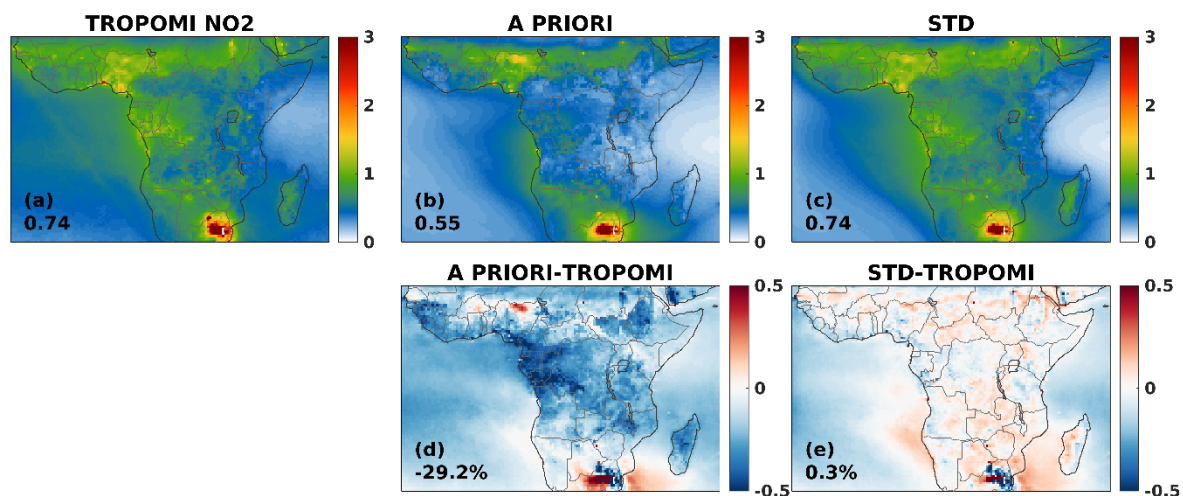 TROPOMI NO2
A PRIORI
STD
3
2
1
0
(a)
0.74
3
2
1
0
(b)
0.55
3
2
1
0
(c)
0.74
A PRIORI-TROPOMI
STD-TROPOMI
0.5
0
-0.5
(d)
-29.2%
0.5
0
-0.5
(e)
0.3%